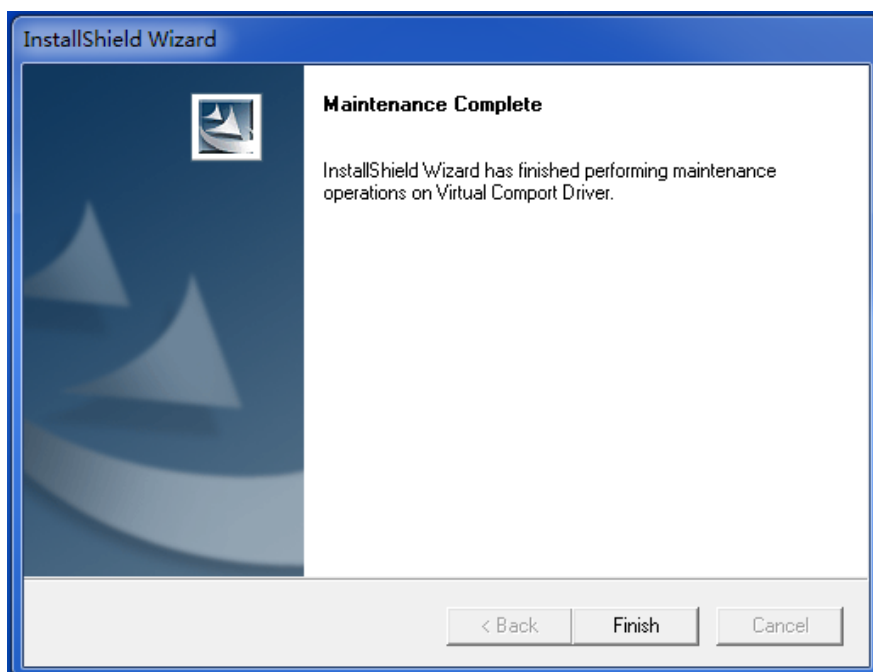 InstallShield Wizard
Maintenance Complete
InstallShield Wizard has finished performing maintenance
operations on Virtual Comport Driver.
< Back
Finish
Cancel